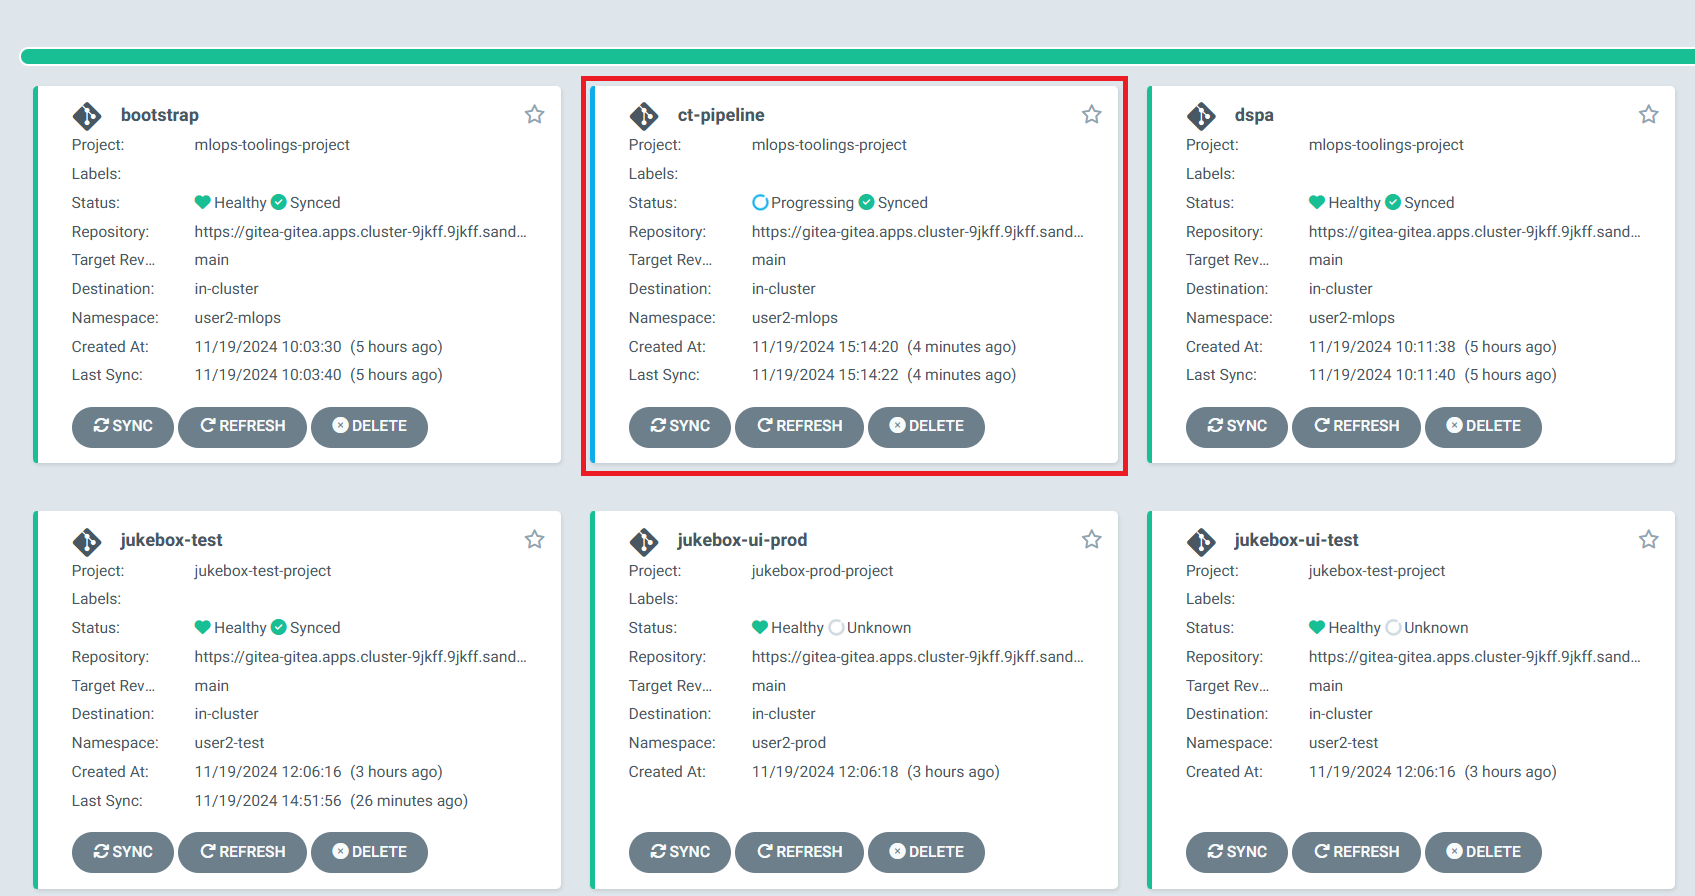 bootstrap
Project: mlops-toolings-project
Labels:
Status: Healthy Synced
Repository: https://gitea-gitea.apps.cluster-9jkff.9jkff.sand...
Target Rev... main
Destination: in-cluster
Namespace: user2-mlops
Created At: 11/19/2024 10:03:30 (5 hours ago)
Last Sync: 11/19/2024 10:03:40 (5 hours ago)
SYNC REFRESH DELETE
ct-pipeline
Project: mlops-toolings-project
Labels:
Status: Progressing Synced
Repository: https://gitea-gitea.apps.cluster-9jkff.9jkff.sand...
Target Rev... main
Destination: in-cluster
Namespace: user2-mlops
Created At: 11/19/2024 15:14:20 (4 minutes ago)
Last Sync: 11/19/2024 15:14:22 (4 minutes ago)
SYNC REFRESH DELETE
dspa
Project: mlops-toolings-project
Labels:
Status: Healthy Synced
Repository: https://gitea-gitea.apps.cluster-9jkff.9jkff.sand...
Target Rev... main
Destination: in-cluster
Namespace: user2-mlops
Created At: 11/19/2024 10:11:38 (5 hours ago)
Last Sync: 11/19/2024 10:11:40 (5 hours ago)
SYNC REFRESH DELETE
jukebox-test
Project: jukebox-test-project
Labels:
Status: Healthy Synced
Repository: https://gitea-gitea.apps.cluster-9jkff.9jkff.sand...
Target Rev... main
Destination: in-cluster
Namespace: user2-test
Created At: 11/19/2024 12:06:16 (3 hours ago)
Last Sync: 11/19/2024 14:51:56 (26 minutes ago)
SYNC REFRESH DELETE
jukebox-ui-prod
Project: jukebox-prod-project
Labels:
Status: Healthy Unknown
Repository: https://gitea-gitea.apps.cluster-9jkff.9jkff.sand...
Target Rev... main
Destination: in-cluster
Namespace: user2-prod
Created At: 11/19/2024 12:06:18 (3 hours ago)
SYNC REFRESH DELETE
jukebox-ui-test
Project: jukebox-test-project
Labels:
Status: Healthy Unknown
Repository: https://gitea-gitea.apps.cluster-9jkff.9jkff.sand...
Target Rev... main
Destination: in-cluster
Namespace: user2-test
Created At: 11/19/2024 12:06:16 (3 hours ago)
SYNC REFRESH DELETE